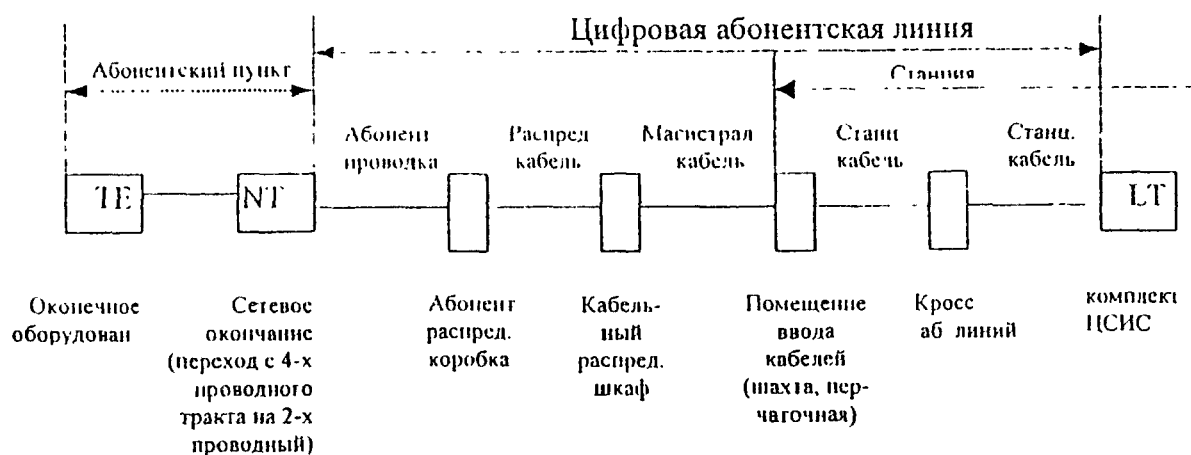 Цифровая абонентская линия
Абонентский пункт
Станция
Абонент
проводка
Распред
кабель
Магистрал
кабель
Станц
кабель
Станц.
кабель
TE
NT
LT
Оконечное
оборудован
Сетевое
окончание
(переход с 4-х
проводного
тракта на 2-х
проводный)
Абонент
распред.
коробка
Кабель-
ный
распред.
шкаф
Помещение
ввода
кабелей
(шахта, пер-
чаточная)
Кросс
аб линий
комплект
ЦСИС